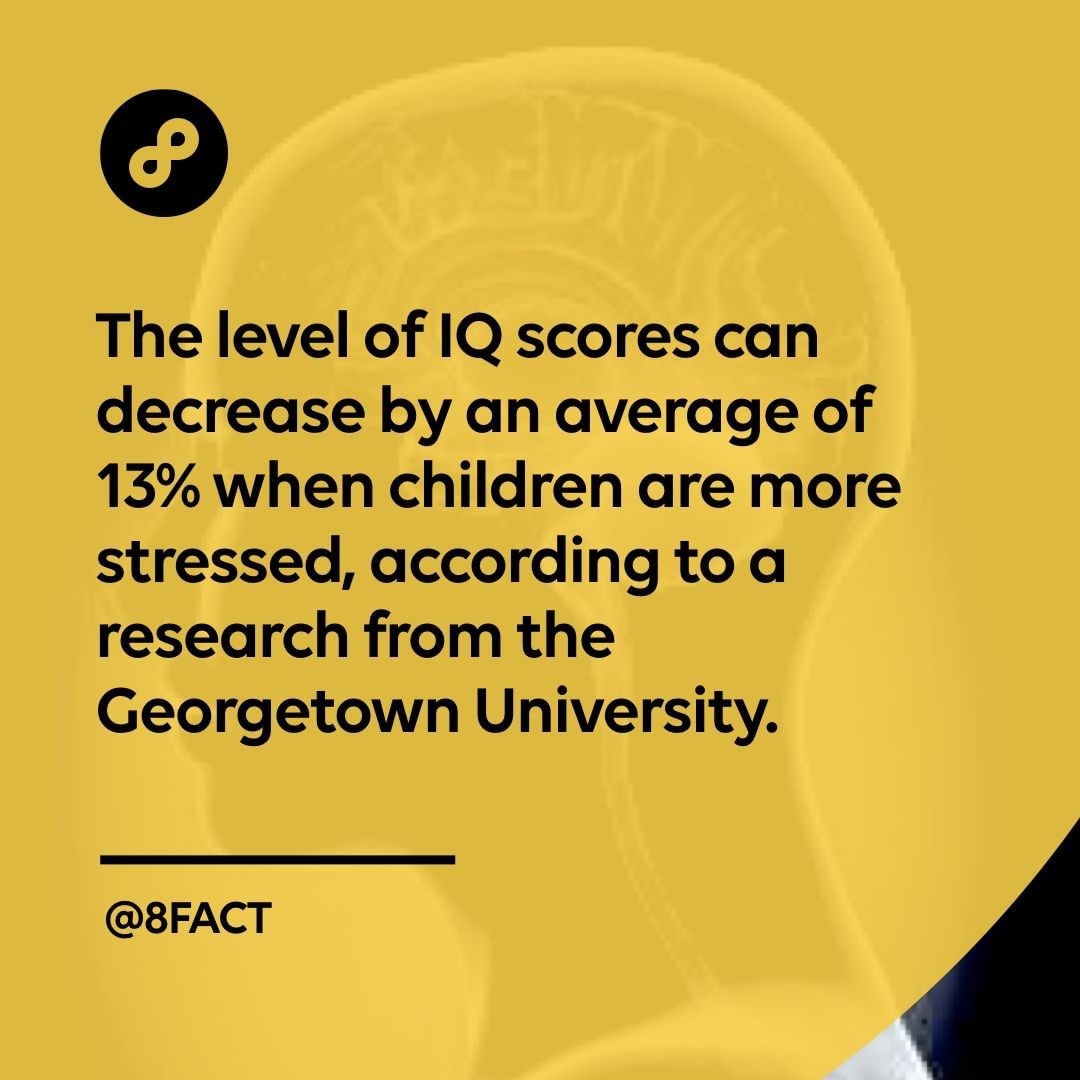 The level of IQ scores can
decrease by an average of
13% when children are more
stressed, according to a
research from the
Georgetown University.
@8FACT